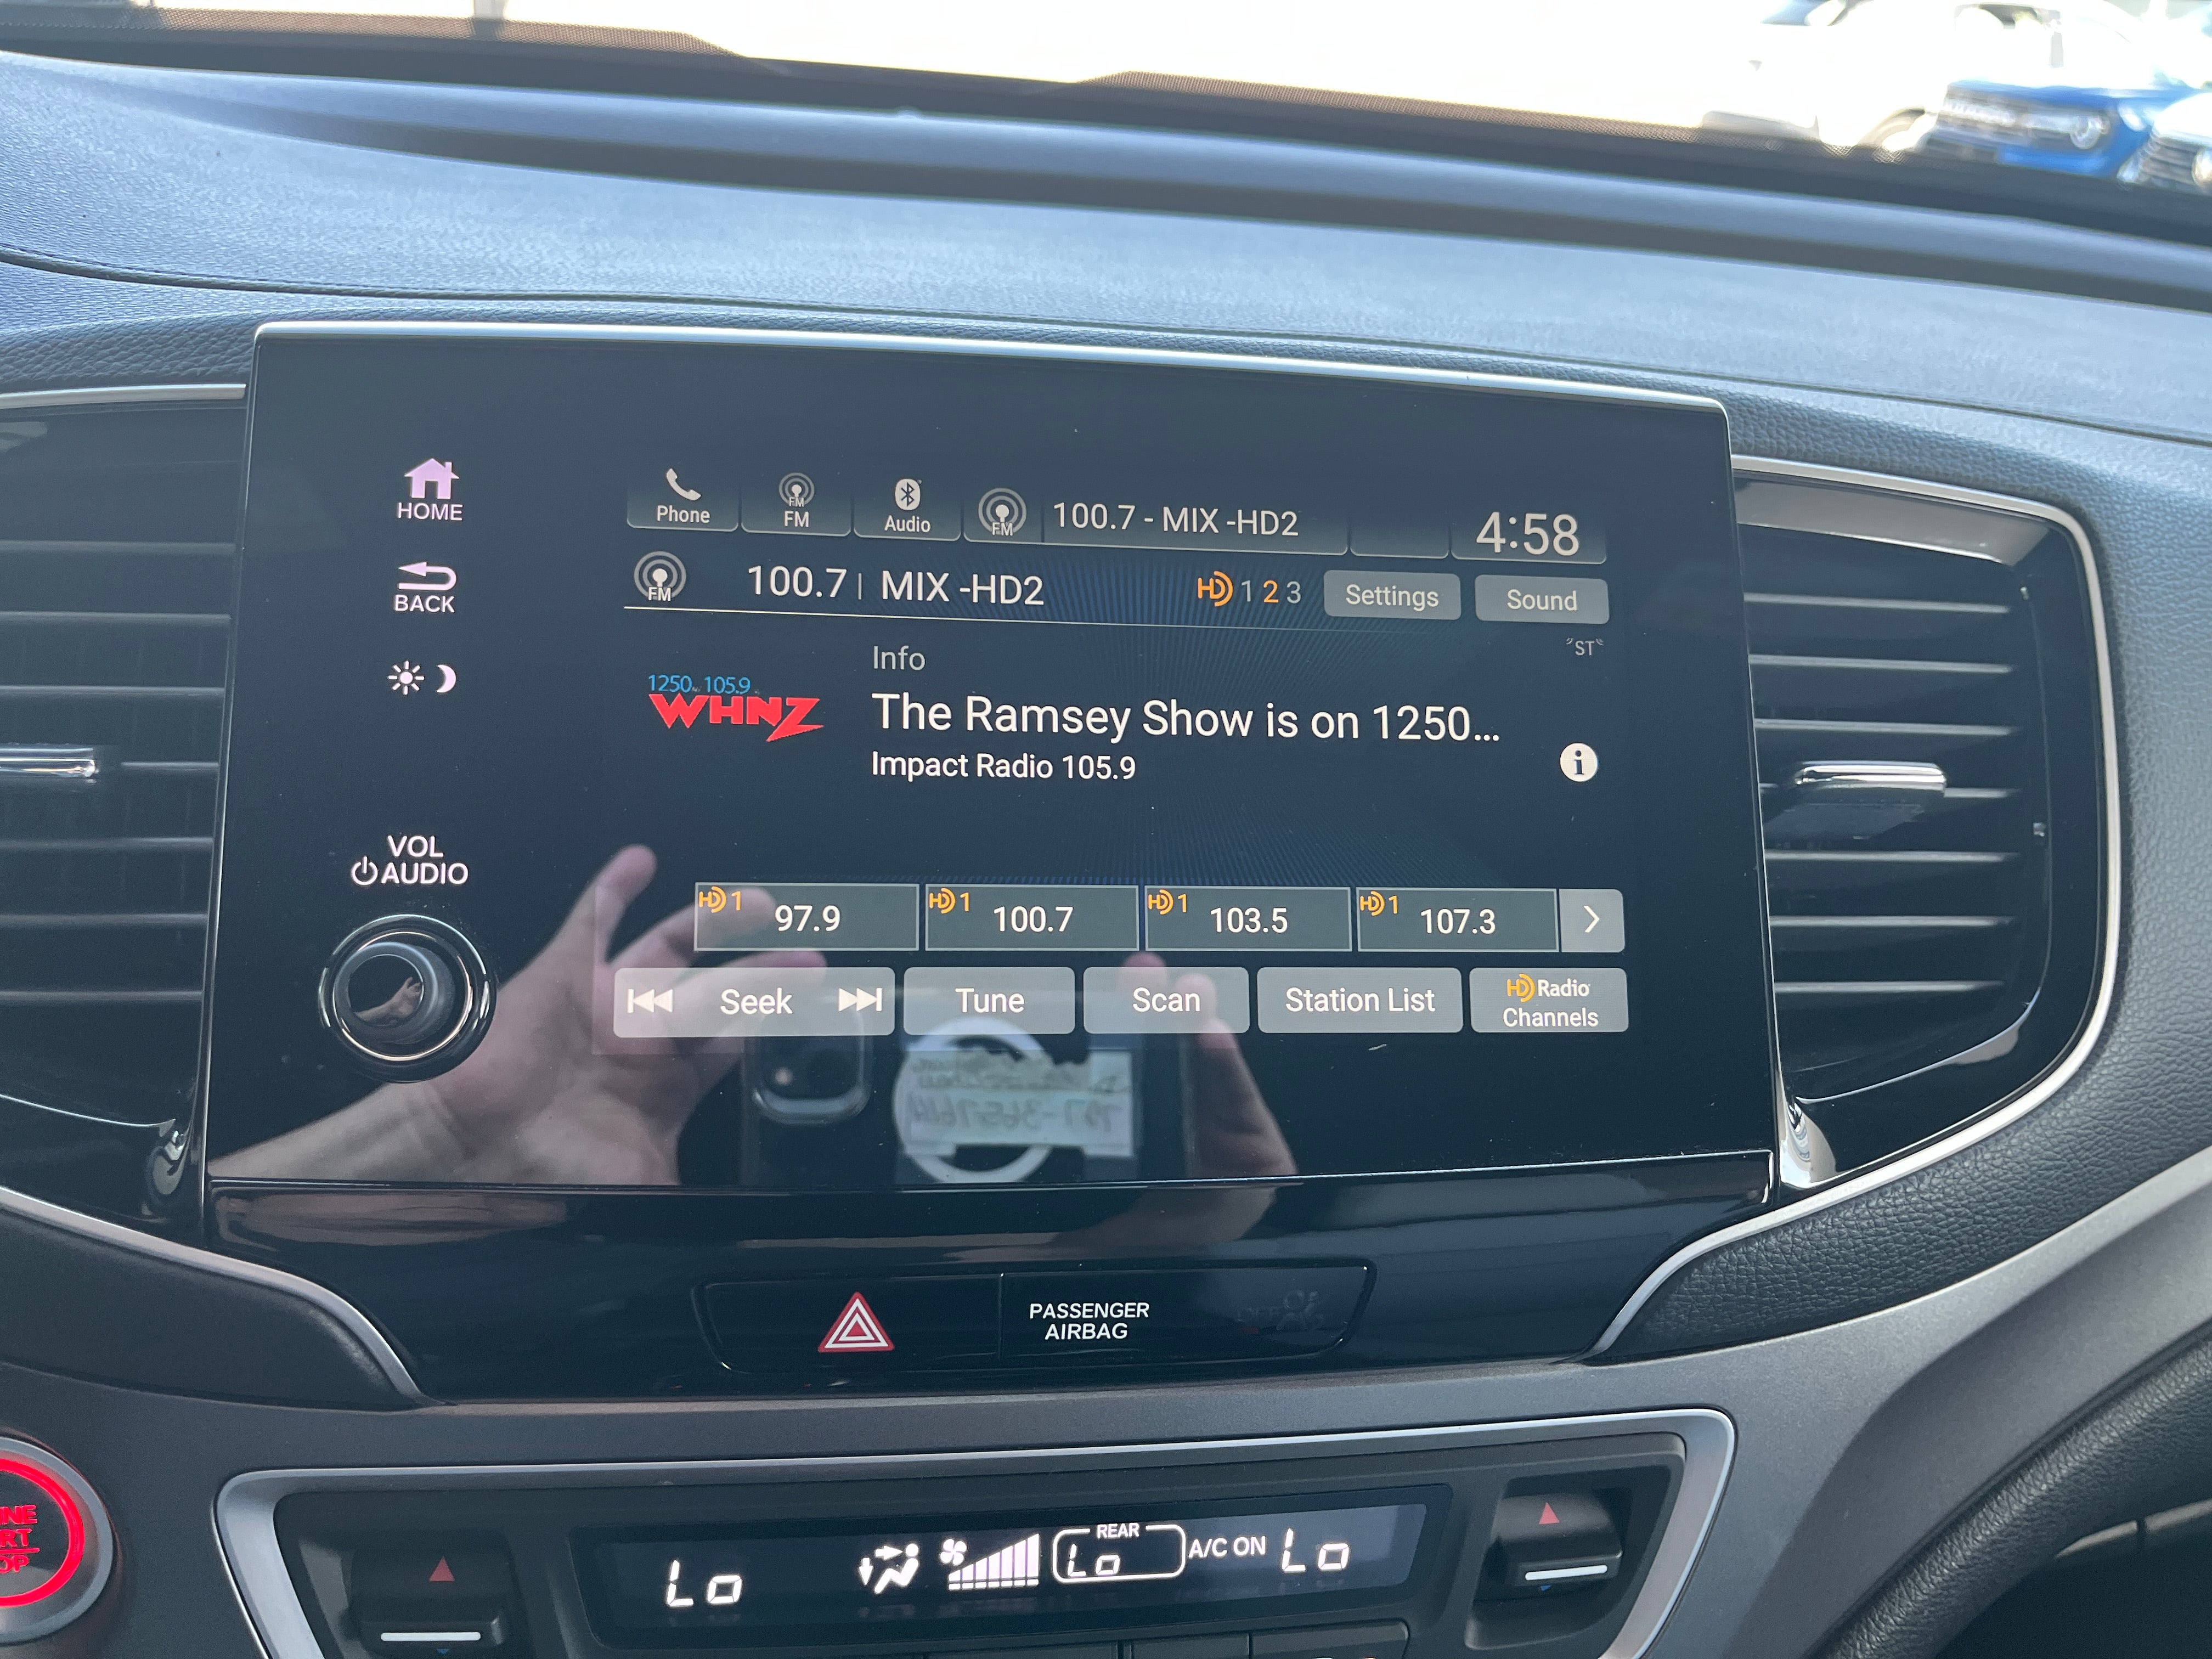 HOME
BACK
VOL
AUDIO
Phone
FM
FM
Audio
FM
100.7 - MIX -HD2
4:58
FM
100.7 | MIX -HD2
HD 1 2 3
Settings
Sound
"ST"
Info
1250 105.9
WHNZ
The Ramsey Show is on 1250...
Impact Radio 105.9
i
HD 1 97.9
HD 1 100.7
HD 1 103.5
HD 1 107.3
Seek
Tune
Scan
Station List
HD Radio
Channels
PASSENGER
AIRBAG
OFF
Lo
REAR
Lo
A/C ON
Lo